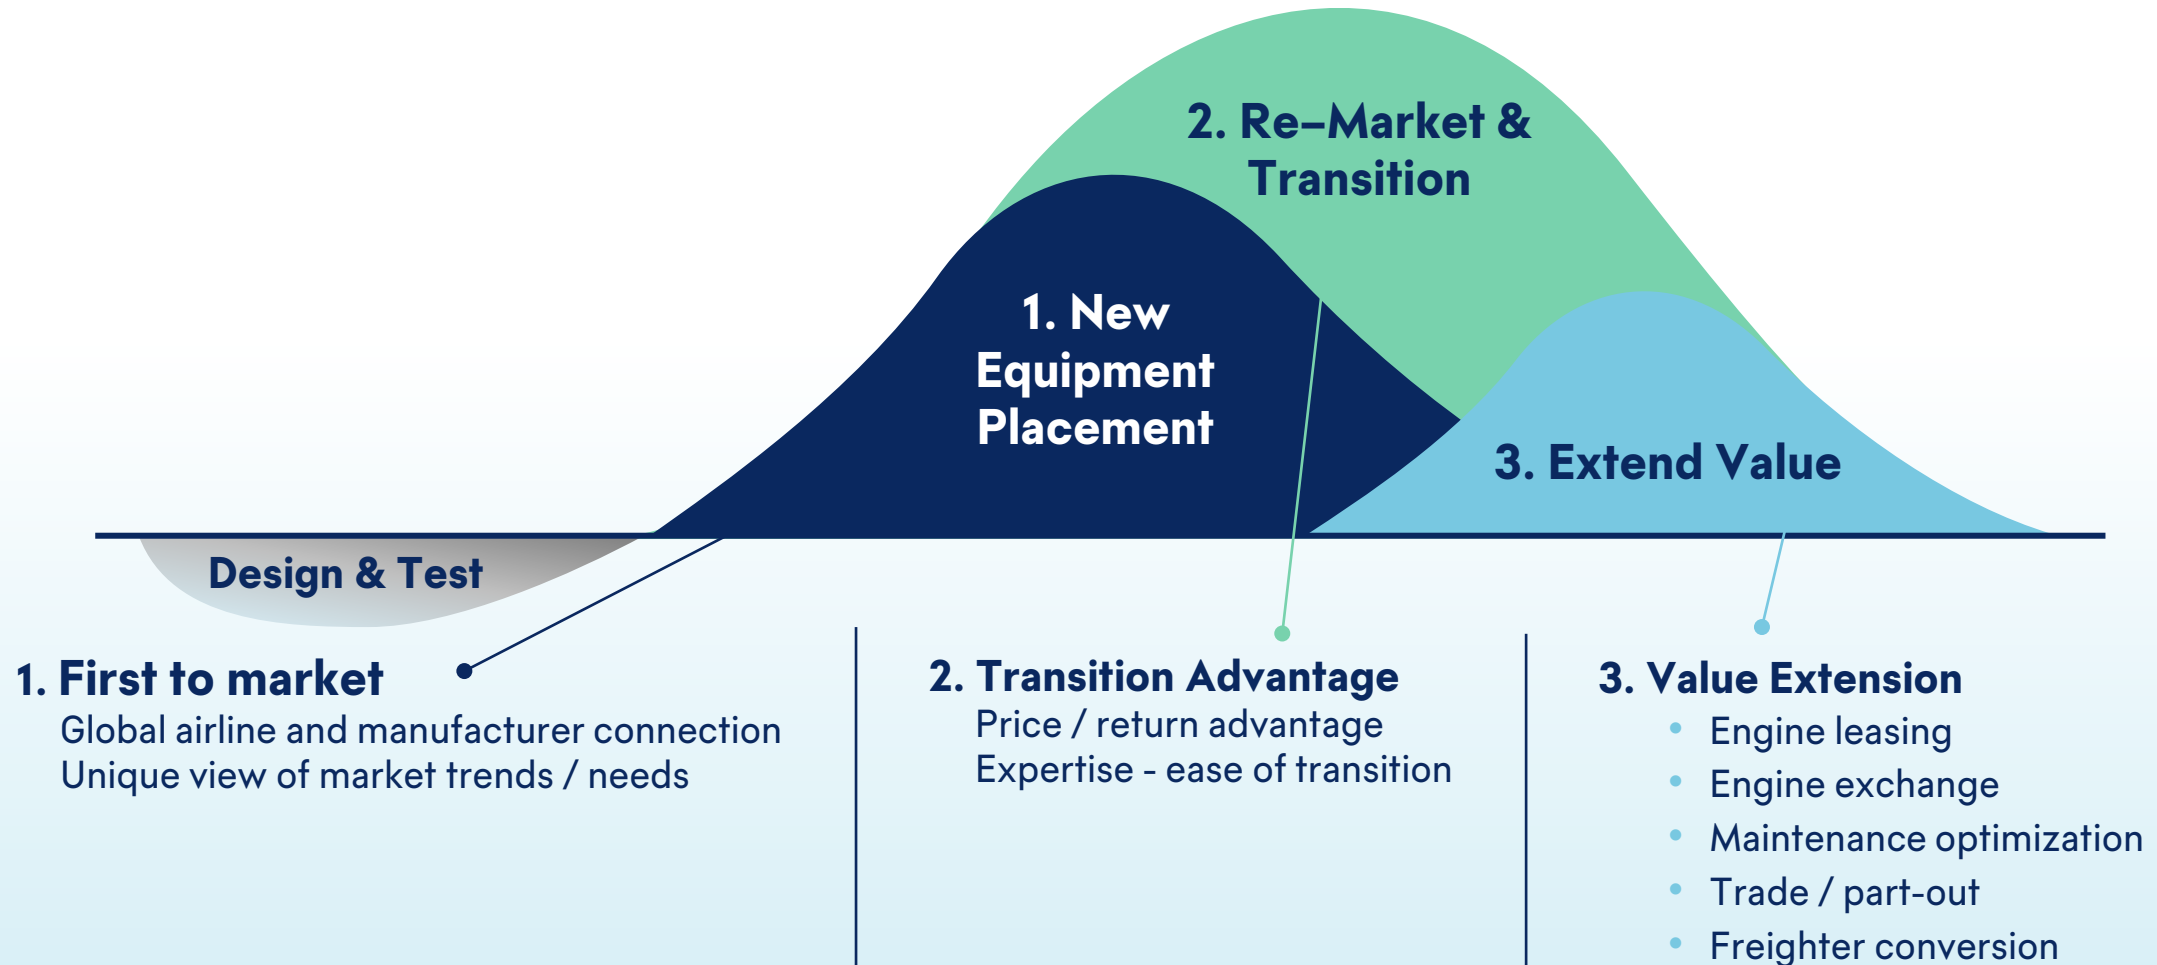 2. Re–Market &
Transition
1. New
Equipment
Placement
3. Extend Value
Design & Test
1. First to market
Global airline and manufacturer connection
Unique view of market trends / needs
2. Transition Advantage
Price / return advantage
Expertise - ease of transition
3. Value Extension
• Engine leasing
• Engine exchange
• Maintenance optimization
• Trade / part-out
• Freighter conversion